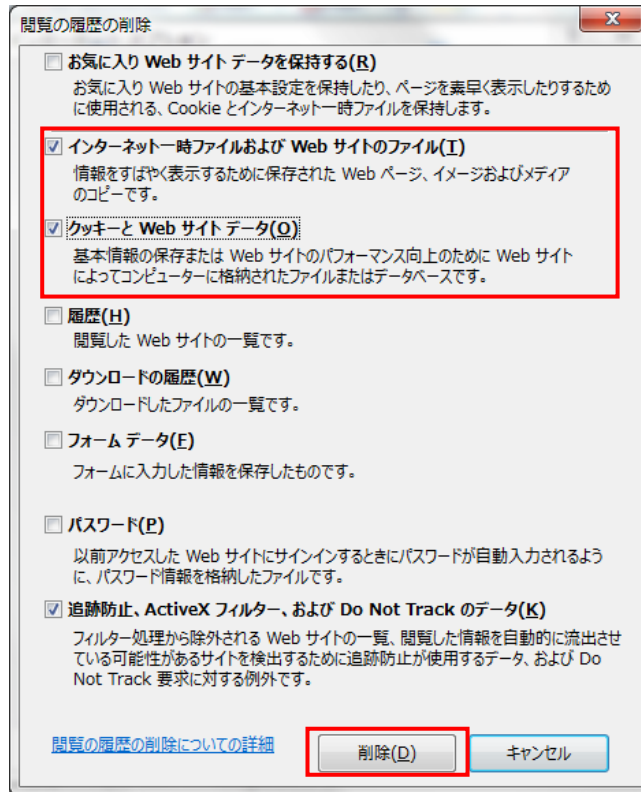 閲覧の履歴の削除
お気に入り Web サイト データを保持する(R)
お気に入り Web サイトの基本設定を保持したり、ページを素早く表示したりするため
に使用される、Cookie とインターネット一時ファイルを保持します。
インターネット一時ファイルおよび Web サイトのファイル(I)
情報をすばやく表示するために保存された Web ページ、イメージおよびメディア
のコピーです。
クッキーと Web サイト データ(O)
基本情報の保存または Web サイトのパフォーマンス向上のために Web サイト
によってコンピューターに格納されたファイルまたはデータベースです。
履歴(H)
閲覧した Web サイトの一覧です。
ダウンロードの履歴(W)
ダウンロードしたファイルの一覧です。
フォーム データ(F)
フォームに入力した情報を保存したものです。
パスワード(P)
以前アクセスした Web サイトにサインインするときにパスワードが自動入力されるよう
に、パスワード情報を格納したファイルです。
追跡防止、ActiveX フィルター、および Do Not Track のデータ(K)
フィルター処理から除外される Web サイトの一覧、閲覧した情報を自動的に流出させ
ている可能性があるサイトを検出するために追跡防止が使用するデータ、および Do
Not Track 要求に対する例外です。
閲覧の履歴の削除についての詳細
削除(D)
キャンセル